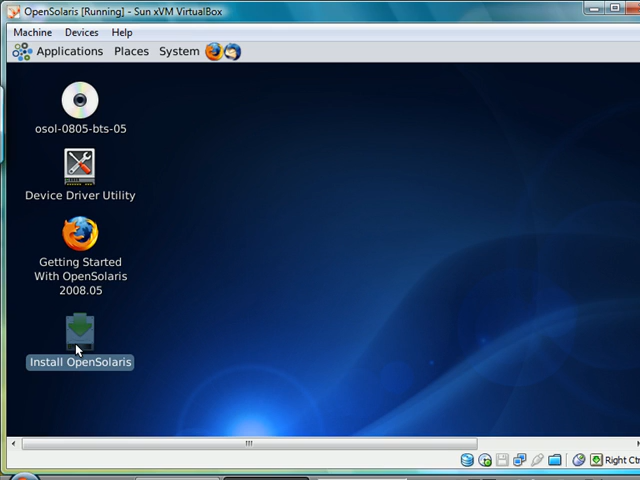 OpenSolaris [Running] - Sun xVM VirtualBox
Machine Devices Help
Applications Places System
osol-0805-bts-05
Device Driver Utility
Getting Started
With OpenSolaris
2008.05
Install OpenSolaris
Right Ctr